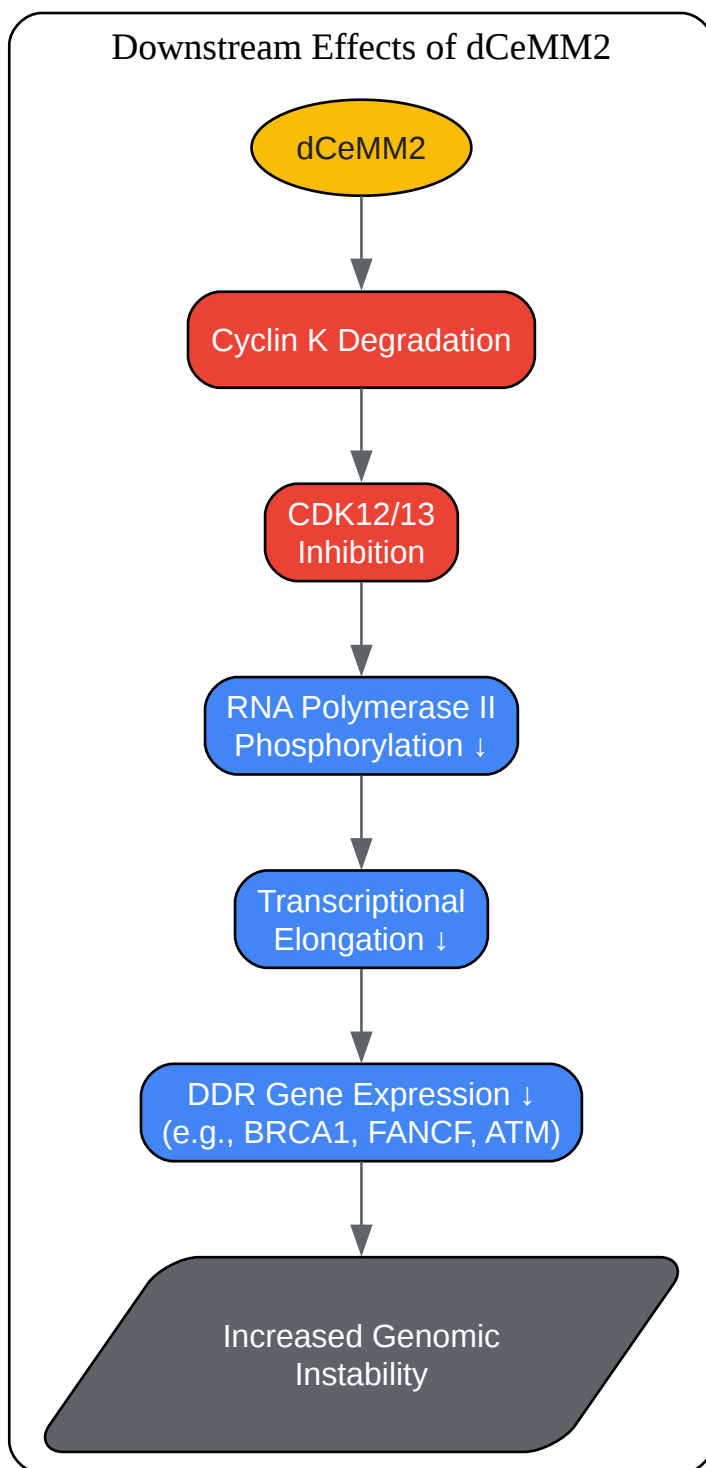 Downstream Effects of dCeMM2
dCeMM2
Cyclin K Degradation
CDK12/13
Inhibition
RNA Polymerase II
Phosphorylation ↓
Transcriptional
Elongation ↓
DDR Gene Expression ↓
(e.g., BRCA1, FANCF, ATM)
Increased Genomic
Instability